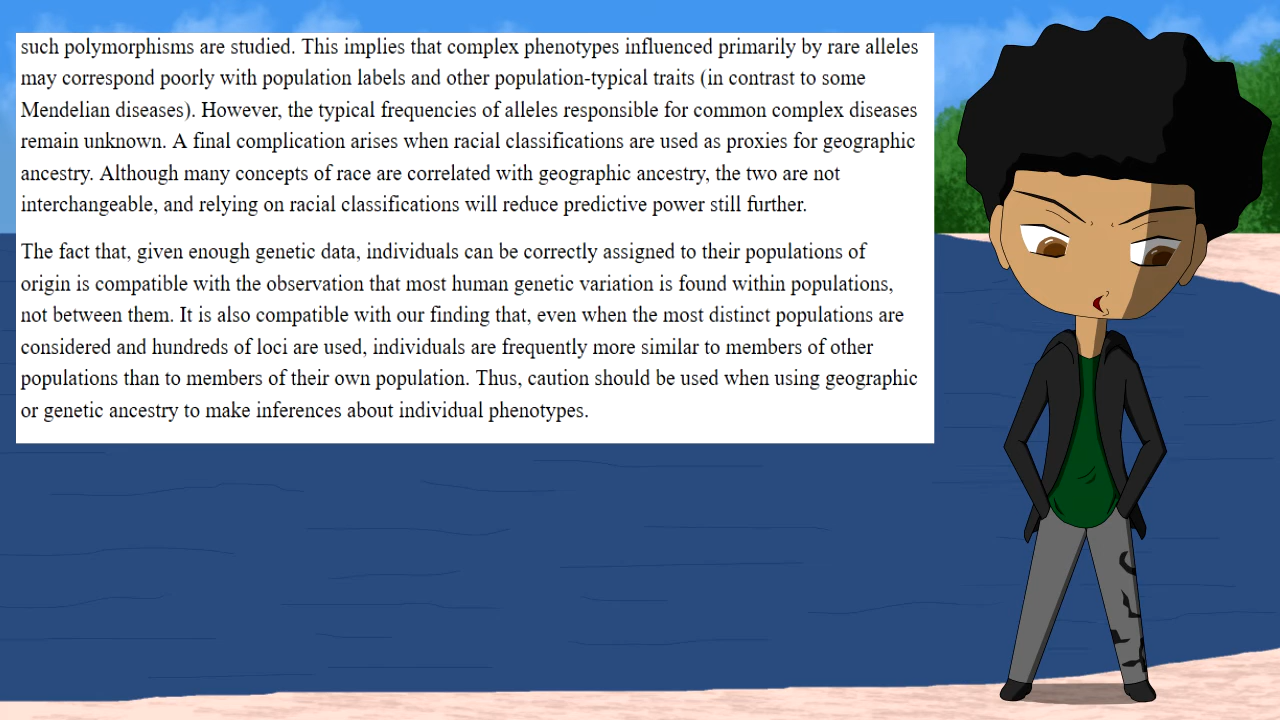 such polymorphisms are studied. This implies that complex phenotypes influenced primarily by rare alleles
may correspond poorly with population labels and other population-typical traits (in contrast to some
Mendelian diseases). However, the typical frequencies of alleles responsible for common complex diseases
remain unknown. A final complication arises when racial classifications are used as proxies for geographic
ancestry. Although many concepts of race are correlated with geographic ancestry, the two are not
interchangeable, and relying on racial classifications will reduce predictive power still further.
The fact that, given enough genetic data, individuals can be correctly assigned to their populations of
origin is compatible with the observation that most human genetic variation is found within populations,
not between them. It is also compatible with our finding that, even when the most distinct populations are
considered and hundreds of loci are used, individuals are frequently more similar to members of other
populations than to members of their own population. Thus, caution should be used when using geographic
or genetic ancestry to make inferences about individual phenotypes.